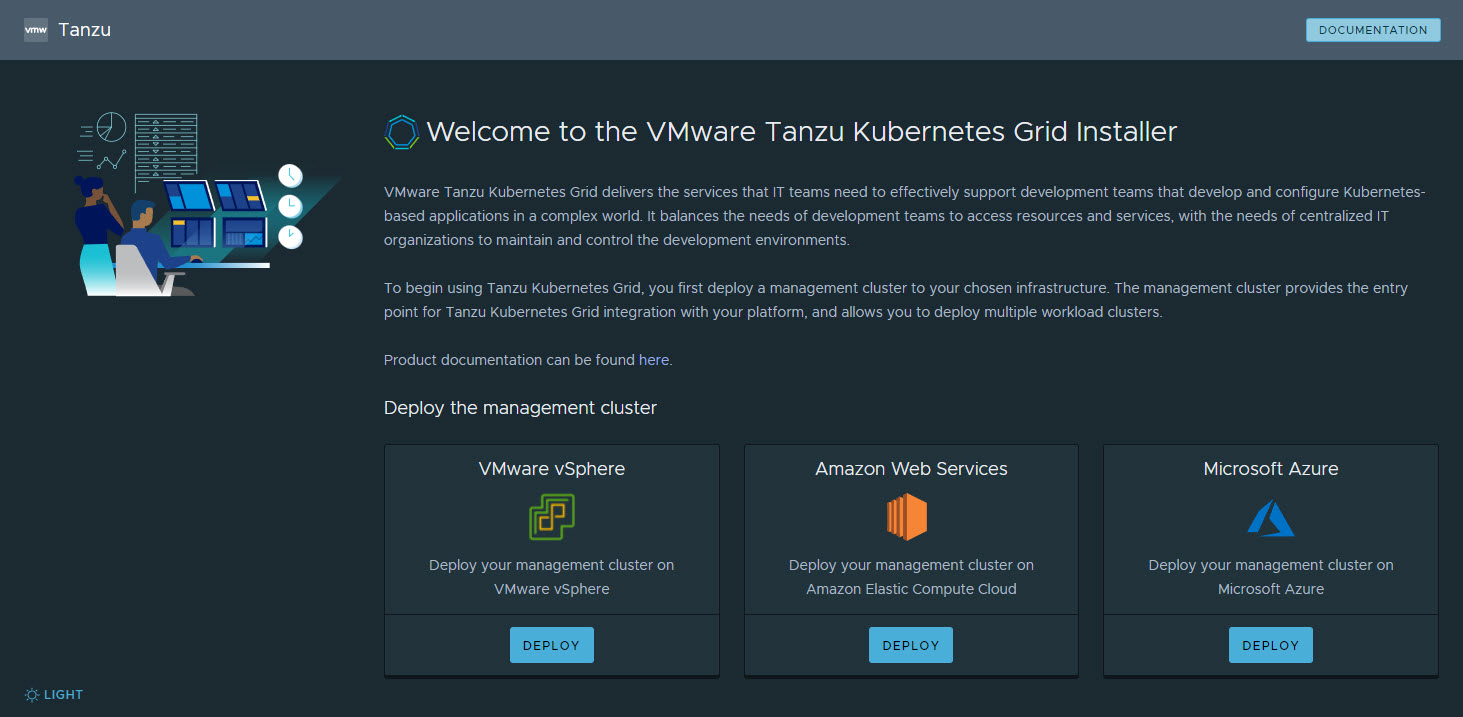 vmw Tanzu
DOCUMENTATION
Welcome to the VMware Tanzu Kubernetes Grid Installer
VMware Tanzu Kubernetes Grid delivers the services that IT teams need to effectively support development teams that develop and configure Kubernetes-
based applications in a complex world. It balances the needs of development teams to access resources and services, with the needs of centralized IT
organizations to maintain and control the development environments.
To begin using Tanzu Kubernetes Grid, you first deploy a management cluster to your chosen infrastructure. The management cluster provides the entry
point for Tanzu Kubernetes Grid integration with your platform, and allows you to deploy multiple workload clusters.
Product documentation can be found here.
Deploy the management cluster
VMware vSphere
Deploy your management cluster on
VMware vSphere
DEPLOY
Amazon Web Services
Deploy your management cluster on
Amazon Elastic Compute Cloud
DEPLOY
Microsoft Azure
Deploy your management cluster on
Microsoft Azure
DEPLOY
LIGHT